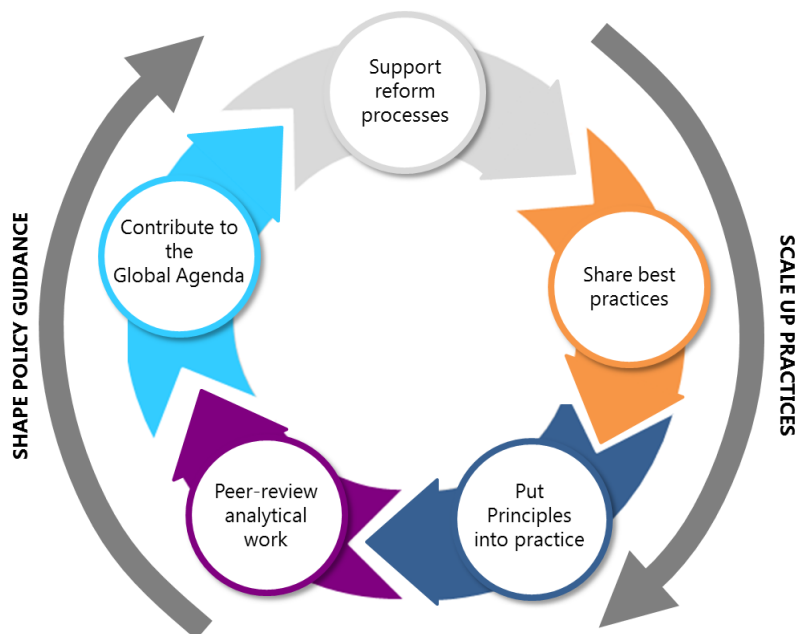 Support
reform
processes
Share best
practices
Put
Principles
into practice
Peer-review
analytical
work
Contribute to
the
Global Agenda
SHAPE POLICY GUIDANCE
SCALE UP PRACTICES